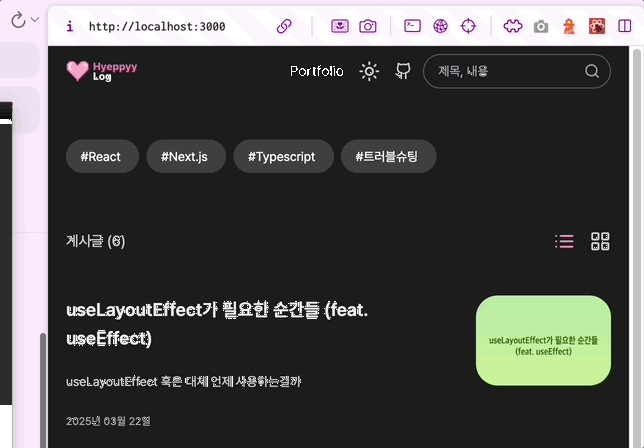 http://localhost:3000
Hyeppyy
Log
Portfolio
제목, 내용
#React
#Next.js
#Typescript
#트러블슈팅
게시글 (6)
useLayoutEffect가 필요한 순간들 (feat.
useEffect)
useLayoutEffect 훅은 대체 언제 사용하는걸까
2025년 03월 22일
useLayoutEffect가 필요한 순간들
(feat. useEffect)